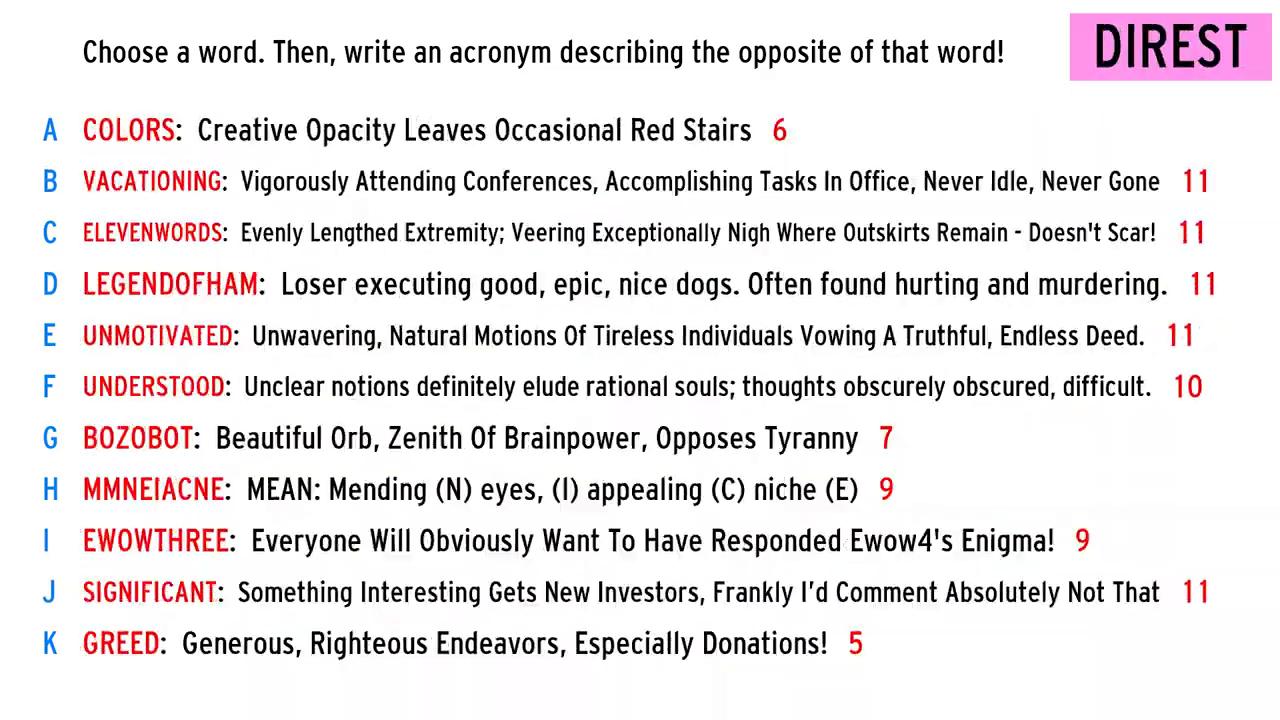 Choose a word. Then, write an acronym describing the opposite of that word!
DIREST
A COLORS: Creative Opacity Leaves Occasional Red Stairs 6
B VACATIONING: Vigorously Attending Conferences, Accomplishing Tasks In Office, Never Idle, Never Gone 11
C ELEVENWORDS: Evenly Lengthed Extremity; Veering Exceptionally Nigh Where Outskirts Remain - Doesn't Scar! 11
D LEGENDOFHAM: Loser executing good, epic, nice dogs. Often found hurting and murdering. 11
E UNMOTIVATED: Unwavering, Natural Motions Of Tireless Individuals Vowing A Truthful, Endless Deed. 11
F UNDERSTOOD: Unclear notions definitely elude rational souls; thoughts obscurely obscured, difficult. 10
G BOZOBOT: Beautiful Orb, Zenith Of Brainpower, Opposes Tyranny 7
H MMNEIACNE: MEAN: Mending (N) eyes, (I) appealing (C) niche (E) 9
I EWOWTHREE: Everyone Will Obviously Want To Have Responded Ewow4's Enigma! 9
J SIGNIFICANT: Something Interesting Gets New Investors, Frankly I'd Comment Absolutely Not That 11
K GREED: Generous, Righteous Endeavors, Especially Donations! 5